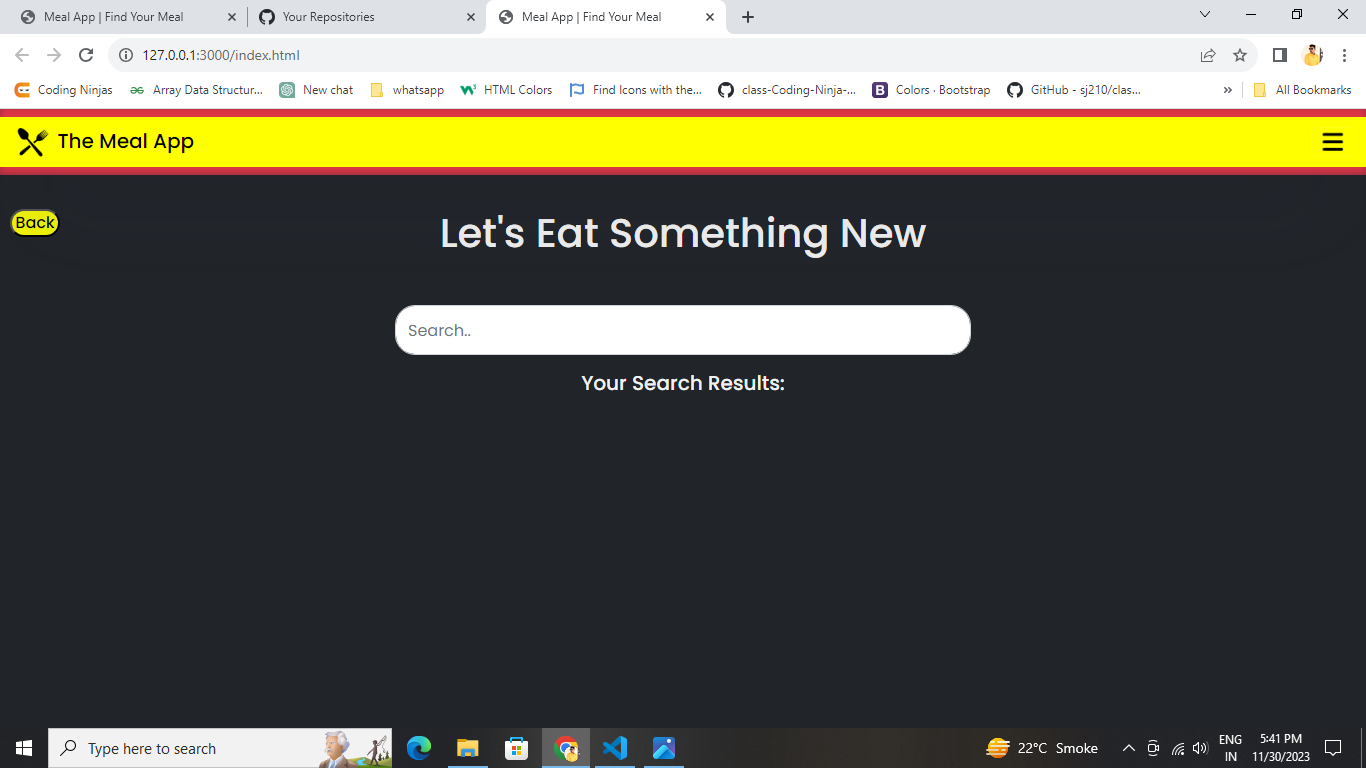 Meal App | Find Your Meal
Your Repositories
Meal App | Find Your Meal
127.0.0.1:3000/index.html
Coding Ninjas
Array Data Structur...
New chat
whatsapp
HTML Colors
Find Icons with the...
class-Coding-Ninja-...
Colors · Bootstrap
GitHub - sj210/clas...
»
All Bookmarks
The Meal App
Back
Let's Eat Something New
Search..
Your Search Results:
Type here to search
22°C Smoke
ENG
IN
5:41 PM
11/30/2023